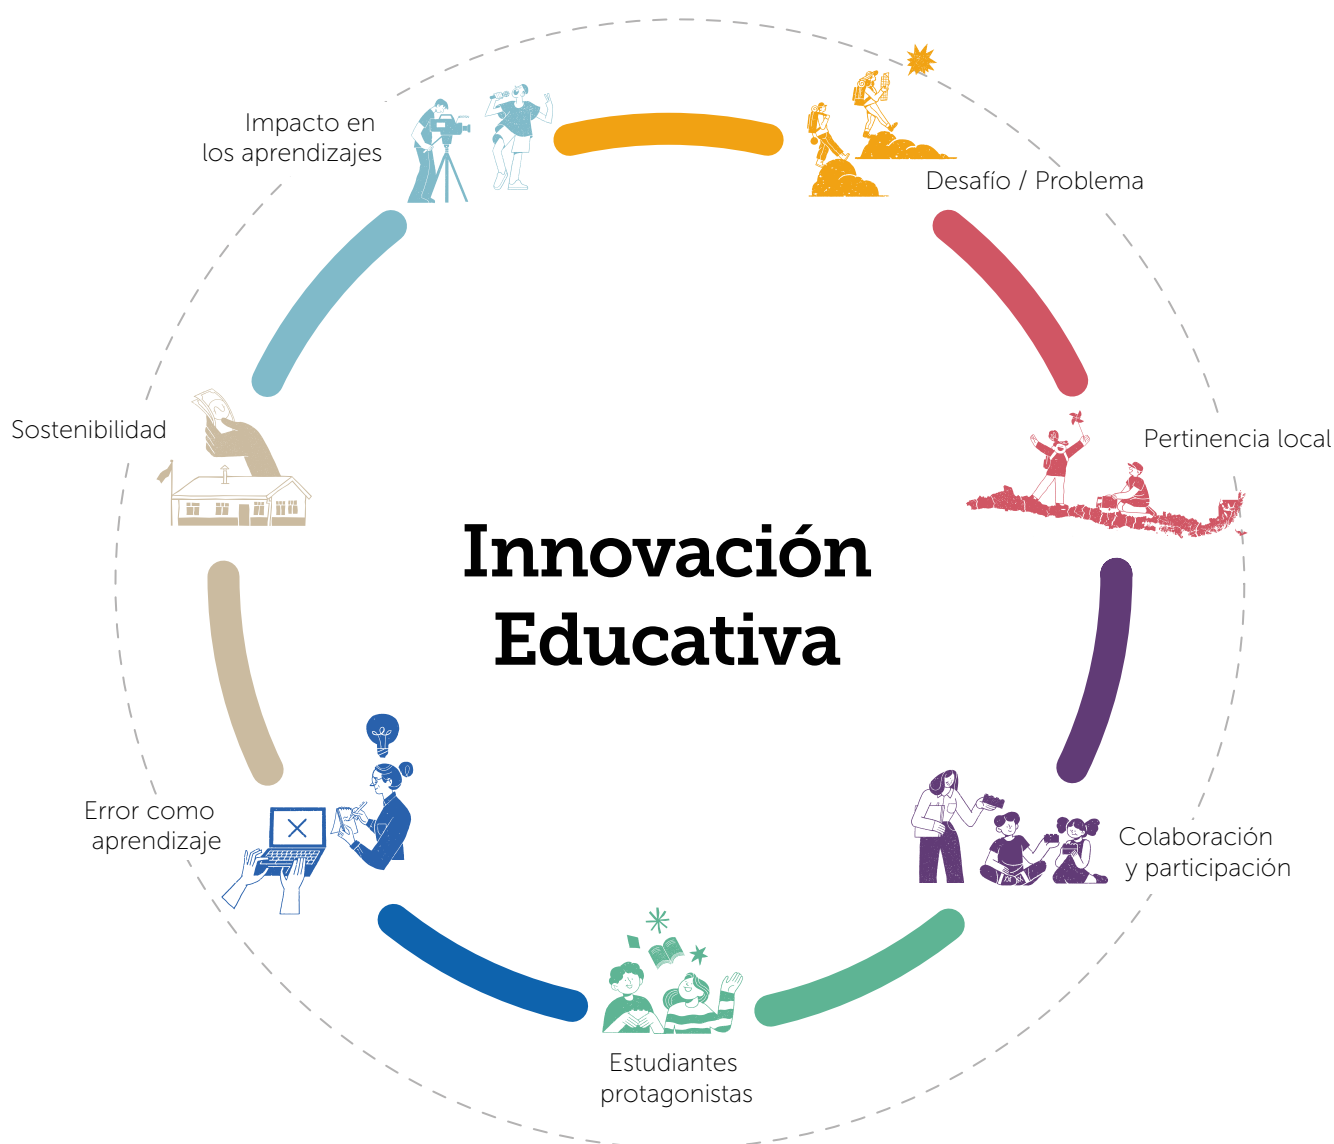 Impacto en
los aprendizajes
Desafío / Problema
Sostenibilidad
Pertinencia local
Innovación
Educativa
Error como
aprendizaje
Colaboración
y participación
Estudiantes
protagonistas